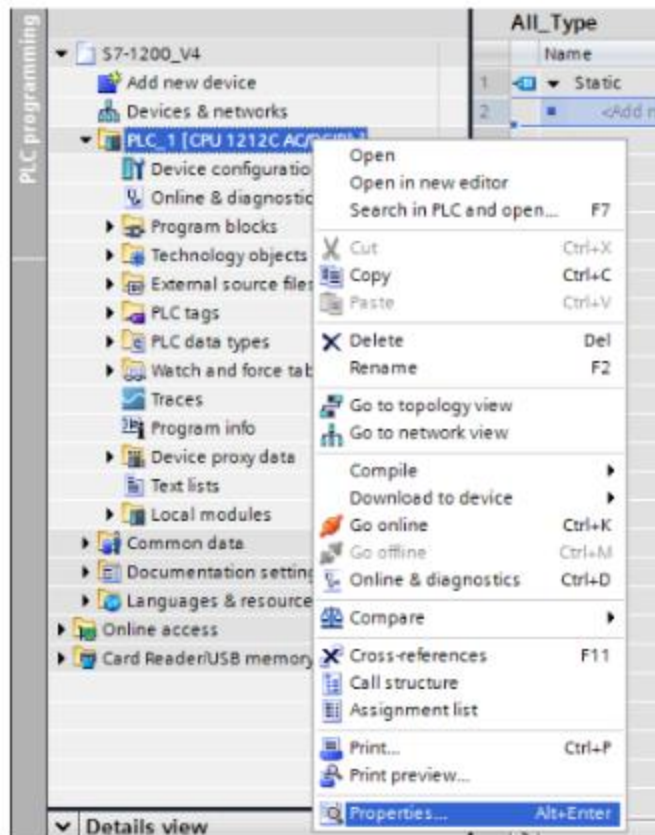 PLC programming
S7-1200_V4
Add new device
Devices & networks
PLC_1 [CPU 1212C AC/DC/Rly]
Device configuratio
Online & diagnostic
Program blocks
Technology objects
External source files
PLC tags
PLC data types
Watch and force tab
Traces
Program info
Device proxy data
Text lists
Local modules
Common data
Documentation setting
Languages & resource
Online access
Card Reader/USB memory
Details view
All_Type
Name
1 Static
2 <Add n
Open
Open in new editor
Search in PLC and open... F7
Cut Ctrl+X
Copy Ctrl+C
Paste Ctrl+V
Delete Del
Rename F2
Go to topology view
Go to network view
Compile
Download to device
Go online Ctrl+K
Go offline Ctrl+M
Online & diagnostics Ctrl+D
Compare
Cross-references F11
Call structure
Assignment list
Print... Ctrl+P
Print preview...
Properties... Alt+Enter